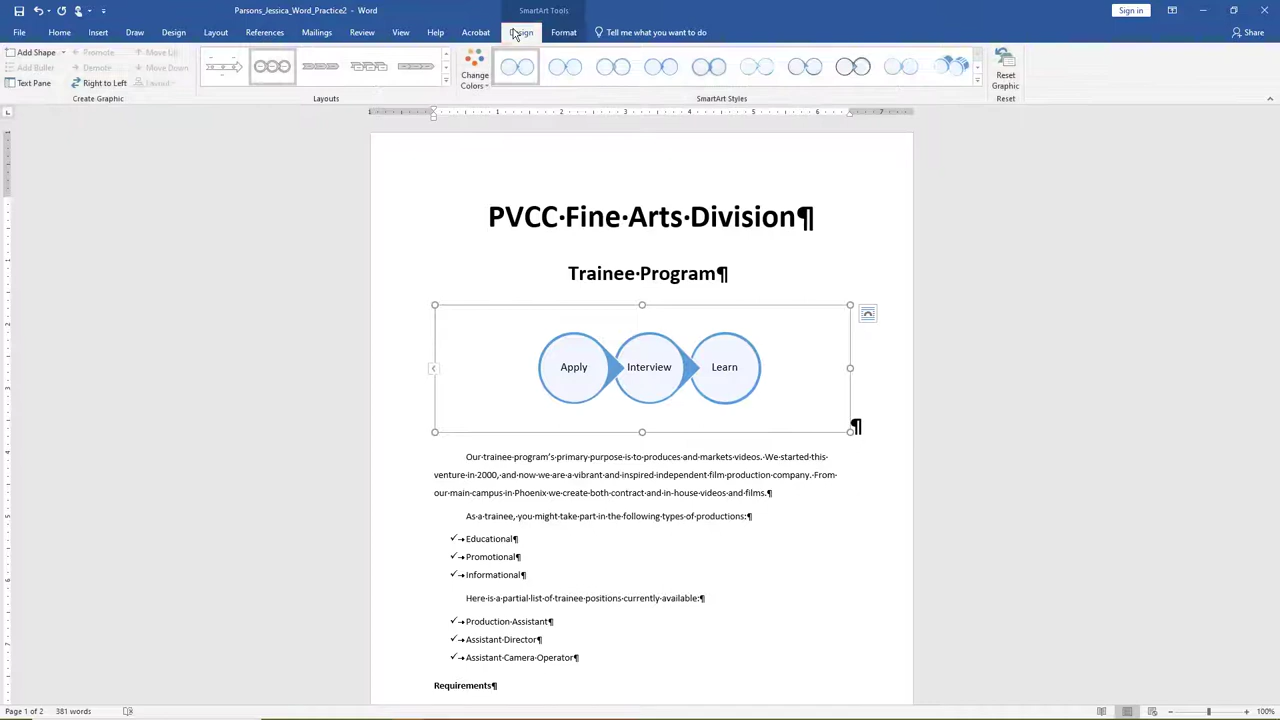 Parsons_Jessica_Word_Practice2 - Word
SmartArt Tools
Sign in
File Home Insert Draw Design Layout References Mailings Review View Help Acrobat Design Format Tell me what you want to do Share
Add Shape Promote Move Up
Add Bullet Demote Move Down
Text Pane Right to Left Layout
Change Colors
Reset Graphic
Create Graphic Layouts SmartArt Styles Reset
PVCC·Fine·Arts·Division¶
Trainee·Program¶
Apply Interview Learn
¶
Our·trainee·program's·primary·purpose·is·to·produces·and·markets·videos.·We·started·this·
venture·in·2000,·and·now·we·are·a·vibrant·and·inspired·independent·film·production·company.·From·
our·main·campus·in·Phoenix·we·create·both·contract·and·in-house·videos·and·films.¶
As·a·trainee,·you·might·take·part·in·the·following·types·of·productions:¶
✓→Educational¶
✓→Promotional¶
✓→Informational¶
Here·is·a·partial·list·of·trainee·positions·currently·available:¶
✓→Production·Assistant¶
✓→Assistant·Director¶
✓→Assistant·Camera·Operator¶
Requirements¶
Page 1 of 2 381 words 100%